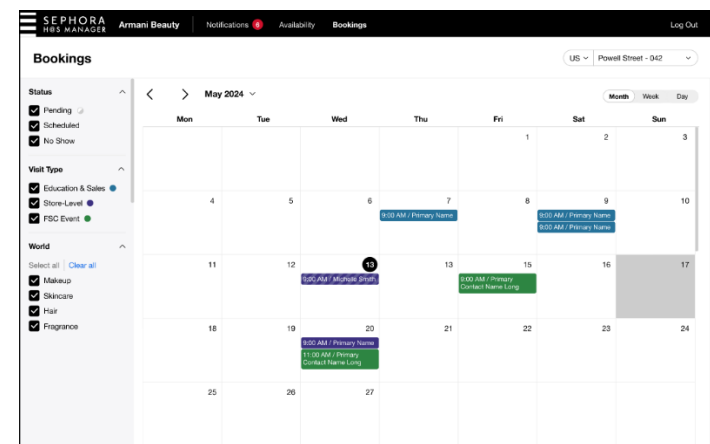 SEPHORA
H@S MANAGER
Armani Beauty
Notifications 6
Availability
Bookings
Log Out
Bookings
US
Powell Street - 042
Status
Pending
Scheduled
No Show
Visit Type
Education & Sales
Store-Level
FSC Event
World
Select all | Clear all
Makeup
Skincare
Hair
Fragrance
May 2024
Month Week Day
Mon Tue Wed Thu Fri Sat Sun
1 2 3
4 5 6 7 8 9 10
9:00 AM / Primary Name
9:00 AM / Primary Name
9:00 AM / Primary Name
11 12 13 13 15 16 17
9:00 AM / Michelle Smith
9:00 AM / Primary
Contact Name Long
18 19 20 21 22 23 24
9:00 AM / Primary Name
11:00 AM / Primary
Contact Name Long
25 26 27